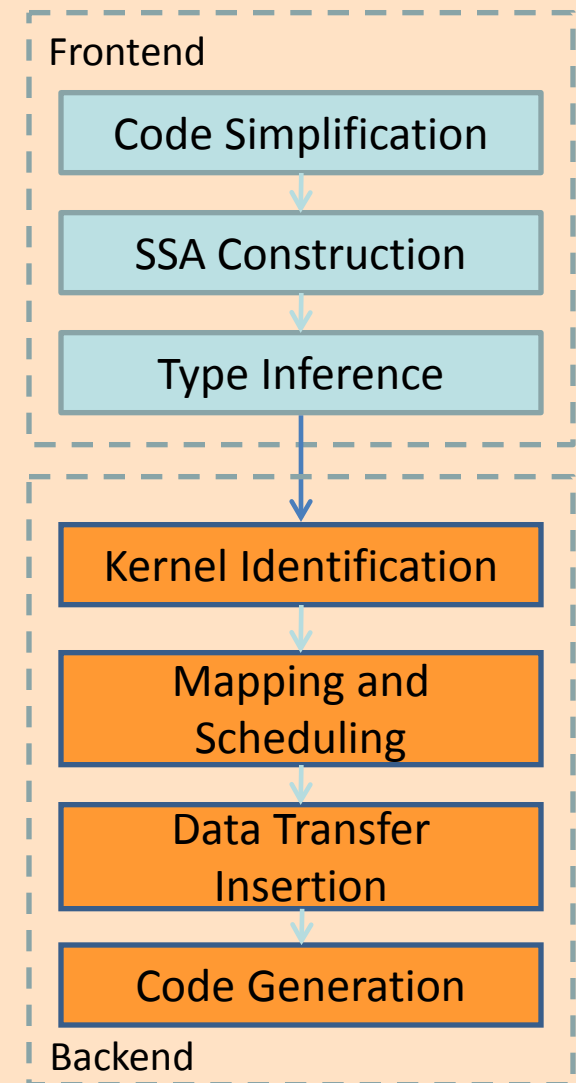 Frontend
Code Simplification
SSA Construction
Type Inference
Kernel Identification
Mapping and
Scheduling
Data Transfer
Insertion
Code Generation
Backend